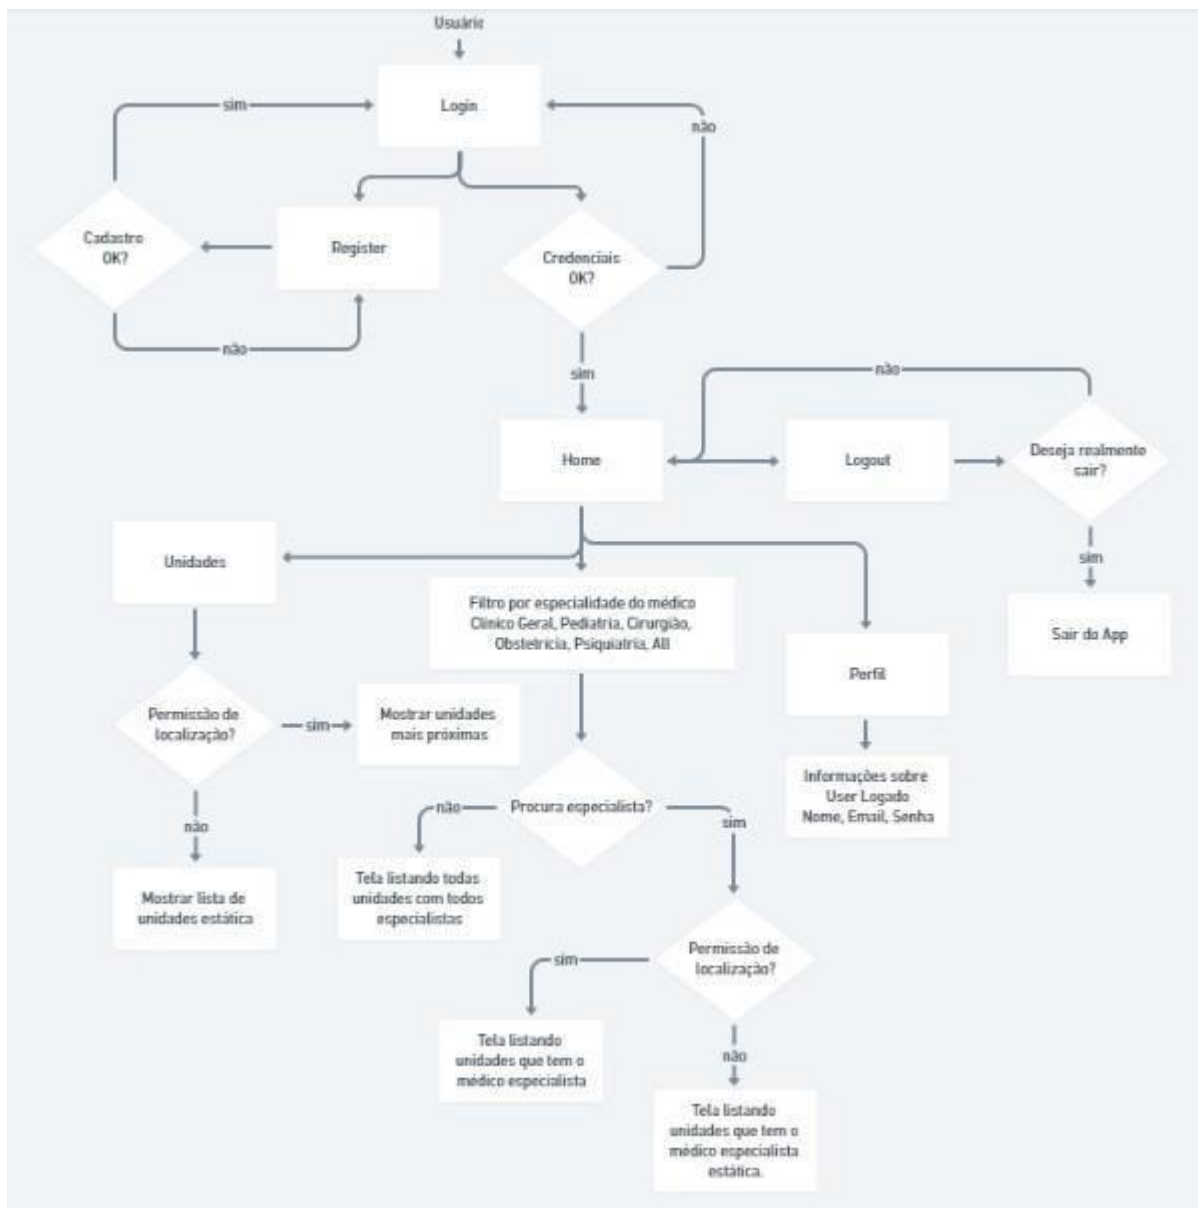 Usuáric
Login
sim
não
Cadastro
OK?
Register
Credenciais
OK?
não
sim
não
Home
Logout
Deseja realmente
sair?
sim
Unidades
Filtro por especialidade do médico
Clínico Geral, Pediatria, Cirurgião,
Obstetrícia, Psiquiatria, All
Sair do App
Perfil
Permissão de
localização?
sim
Mostrar unidades
mais próximas
não
Procura especialista?
não
sim
Informações sobre
User Logado
Nome, Email, Senha
Mostrar lista de
unidades estática
Tela listando todas
unidades com todos
especialistas
Permissão de
localização?
sim
não
Tela listando
unidades que tem o
médico especialista
Tela listando
unidades que tem o
médico especialista
estática.